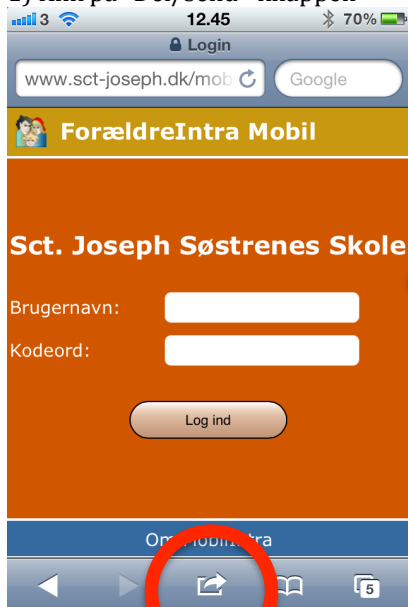 3 12.45 70%
Login
www.sct-joseph.dk/mob Google
ForældreIntra Mobil
Sct. Joseph Søstrenes Skole
Brugernavn:
Kodeord:
Log ind
Om
5